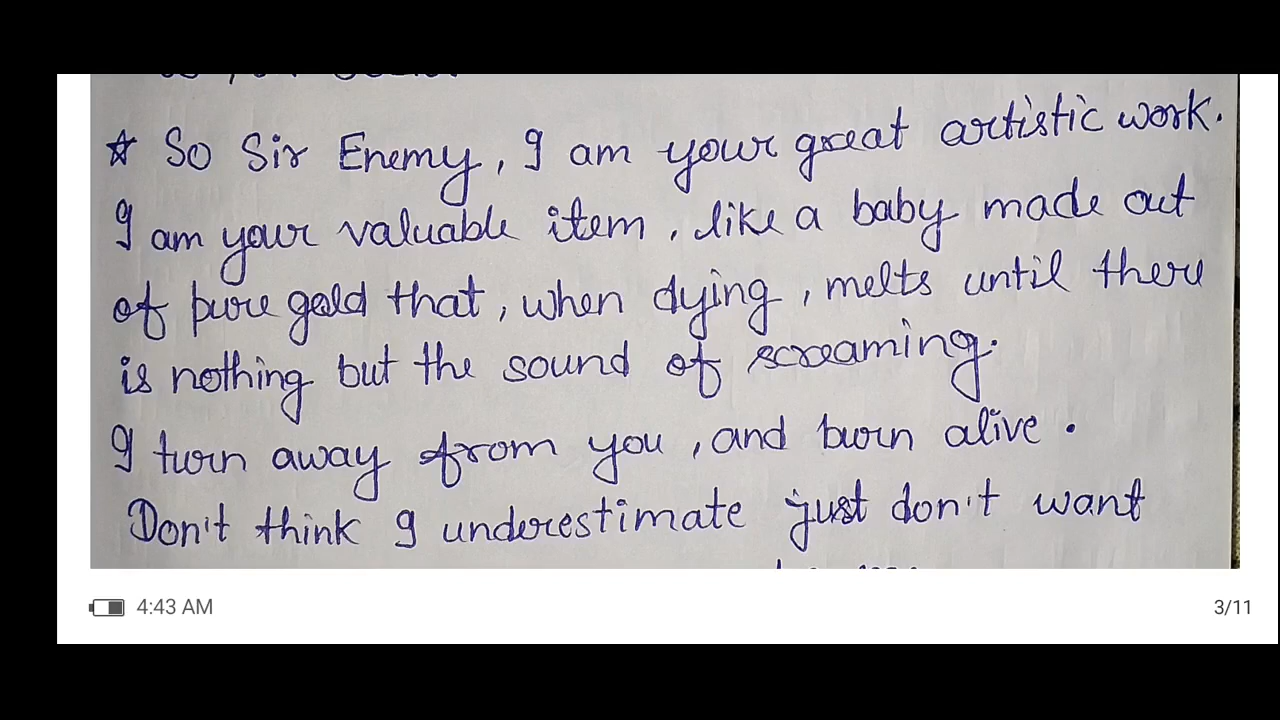 ☆ So Sir Enemy, I am your great artistic work.
I am your valuable item, like a baby made out
of pure gold that, when dying, melts until there
is nothing but the sound of screaming.
I turn away from you, and burn alive.
Don't think I underestimate just don't want
4:43 AM
3/11